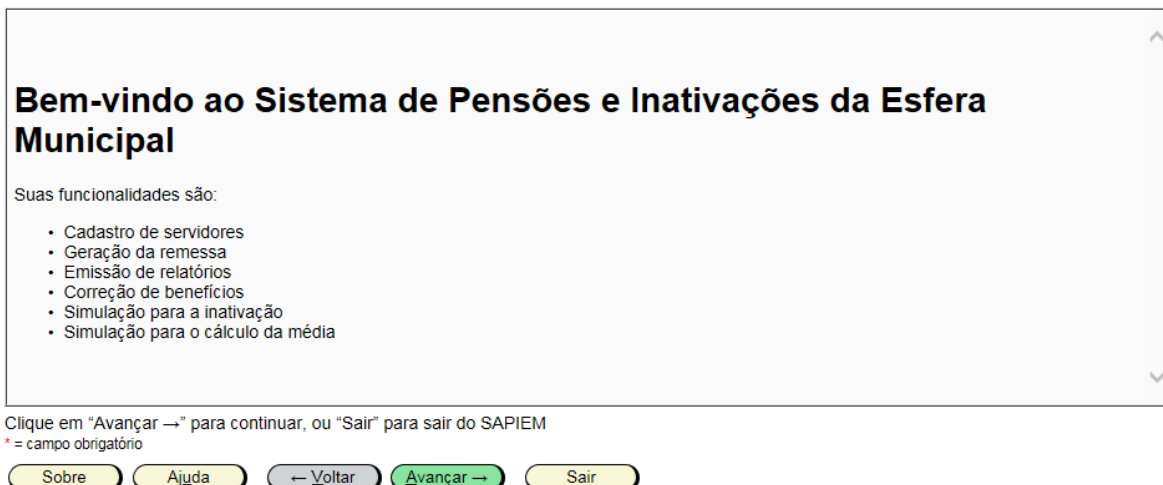 Bem-vindo ao Sistema de Pensões e Inativações da Esfera
Municipal
Suas funcionalidades são:
• Cadastro de servidores
• Geração da remessa
• Emissão de relatórios
• Correção de benefícios
• Simulação para a inativação
• Simulação para o cálculo da média
Clique em “Avançar →” para continuar, ou “Sair” para sair do SAPIEM
* = campo obrigatório
Sobre Ajuda ← Voltar Avançar → Sair